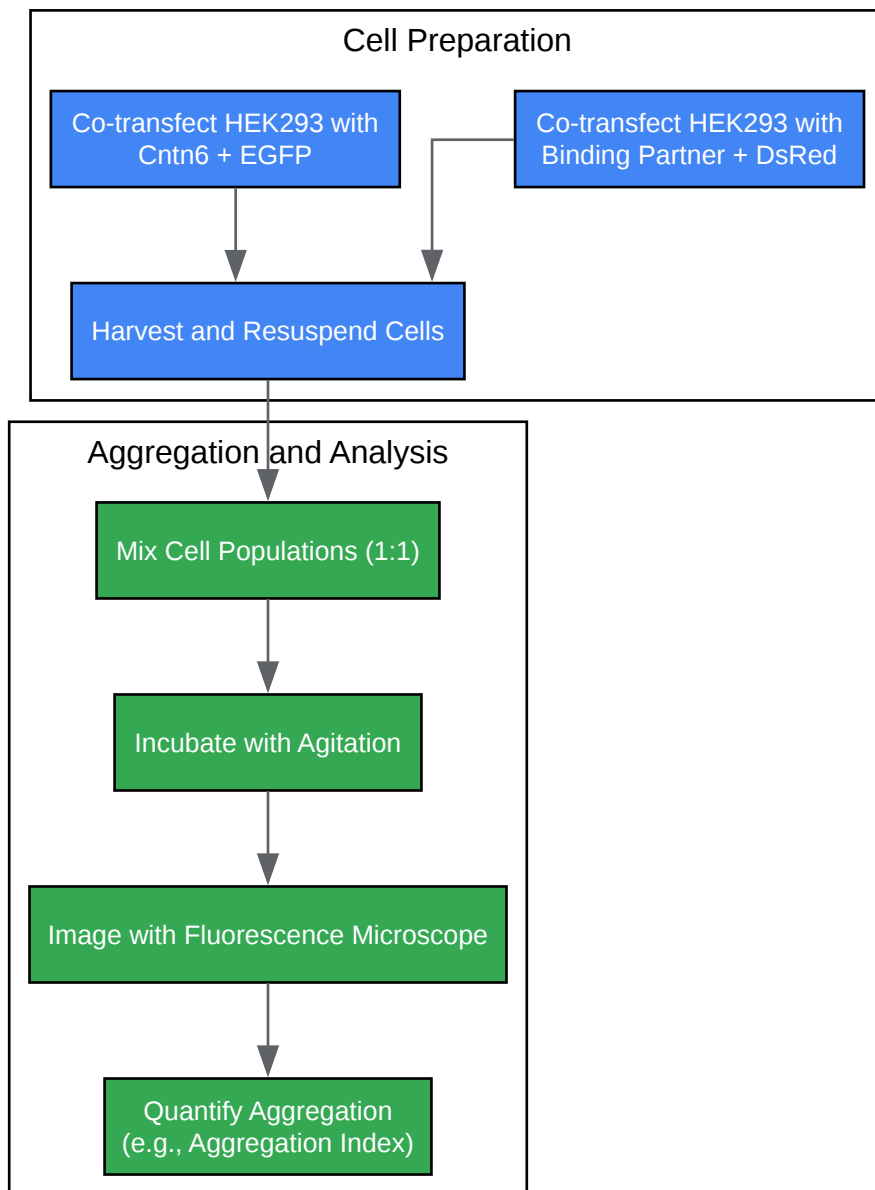 Cell Preparation
Co-transfect HEK293 with
Cntn6 + EGFP
Co-transfect HEK293 with
Binding Partner + DsRed
Harvest and Resuspend Cells
Aggregation and Analysis
Mix Cell Populations (1:1)
Incubate with Agitation
Image with Fluorescence Microscope
Quantify Aggregation
(e.g., Aggregation Index)